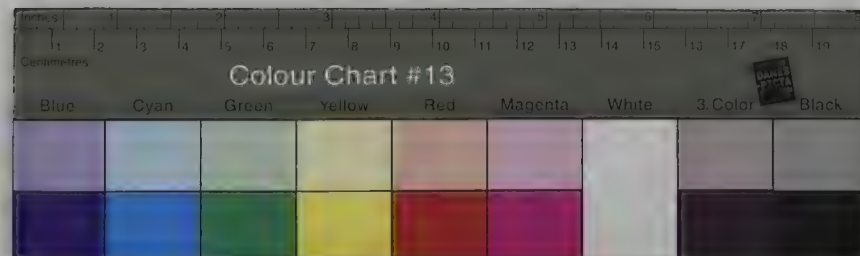 Inches 1 2 3 4 5 6 7
1 2 3 4 5 6 7 8 9 10 11 12 13 14 15 16 17 18 19
Centimetres
Colour Chart #13
DANES
PICTA
Blue Cyan Green Yellow Red Magenta White 3.Color Black